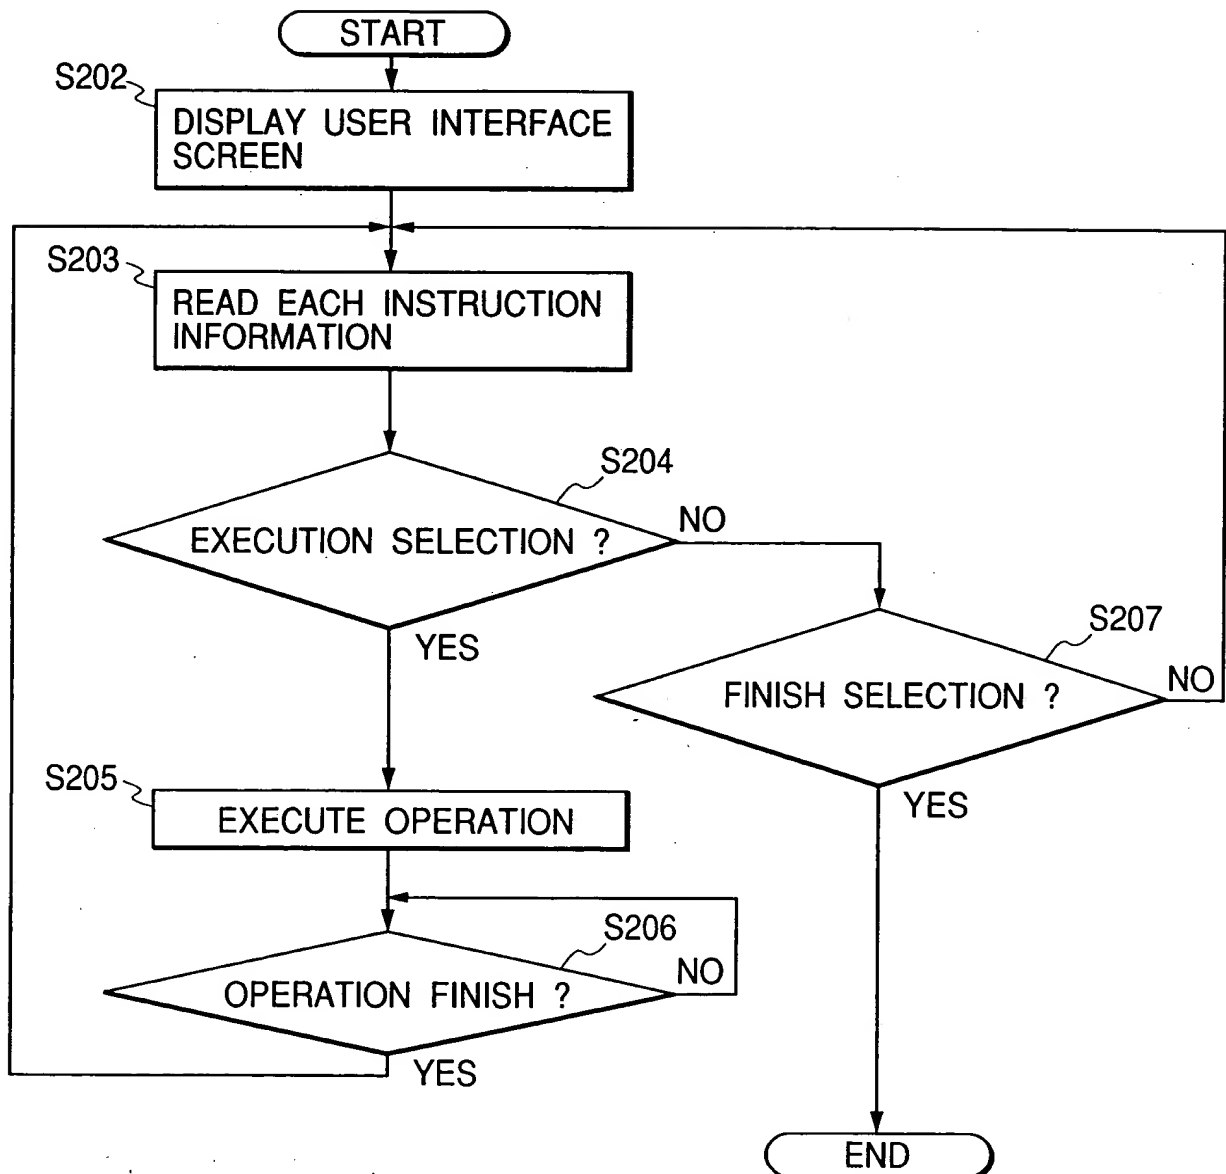 START
S202
DISPLAY USER INTERFACE
SCREEN
S203
READ EACH INSTRUCTION
INFORMATION
S204
EXECUTION SELECTION ?
NO
YES
S207
FINISH SELECTION ?
NO
YES
S205
EXECUTE OPERATION
S206
OPERATION FINISH ?
NO
YES
END